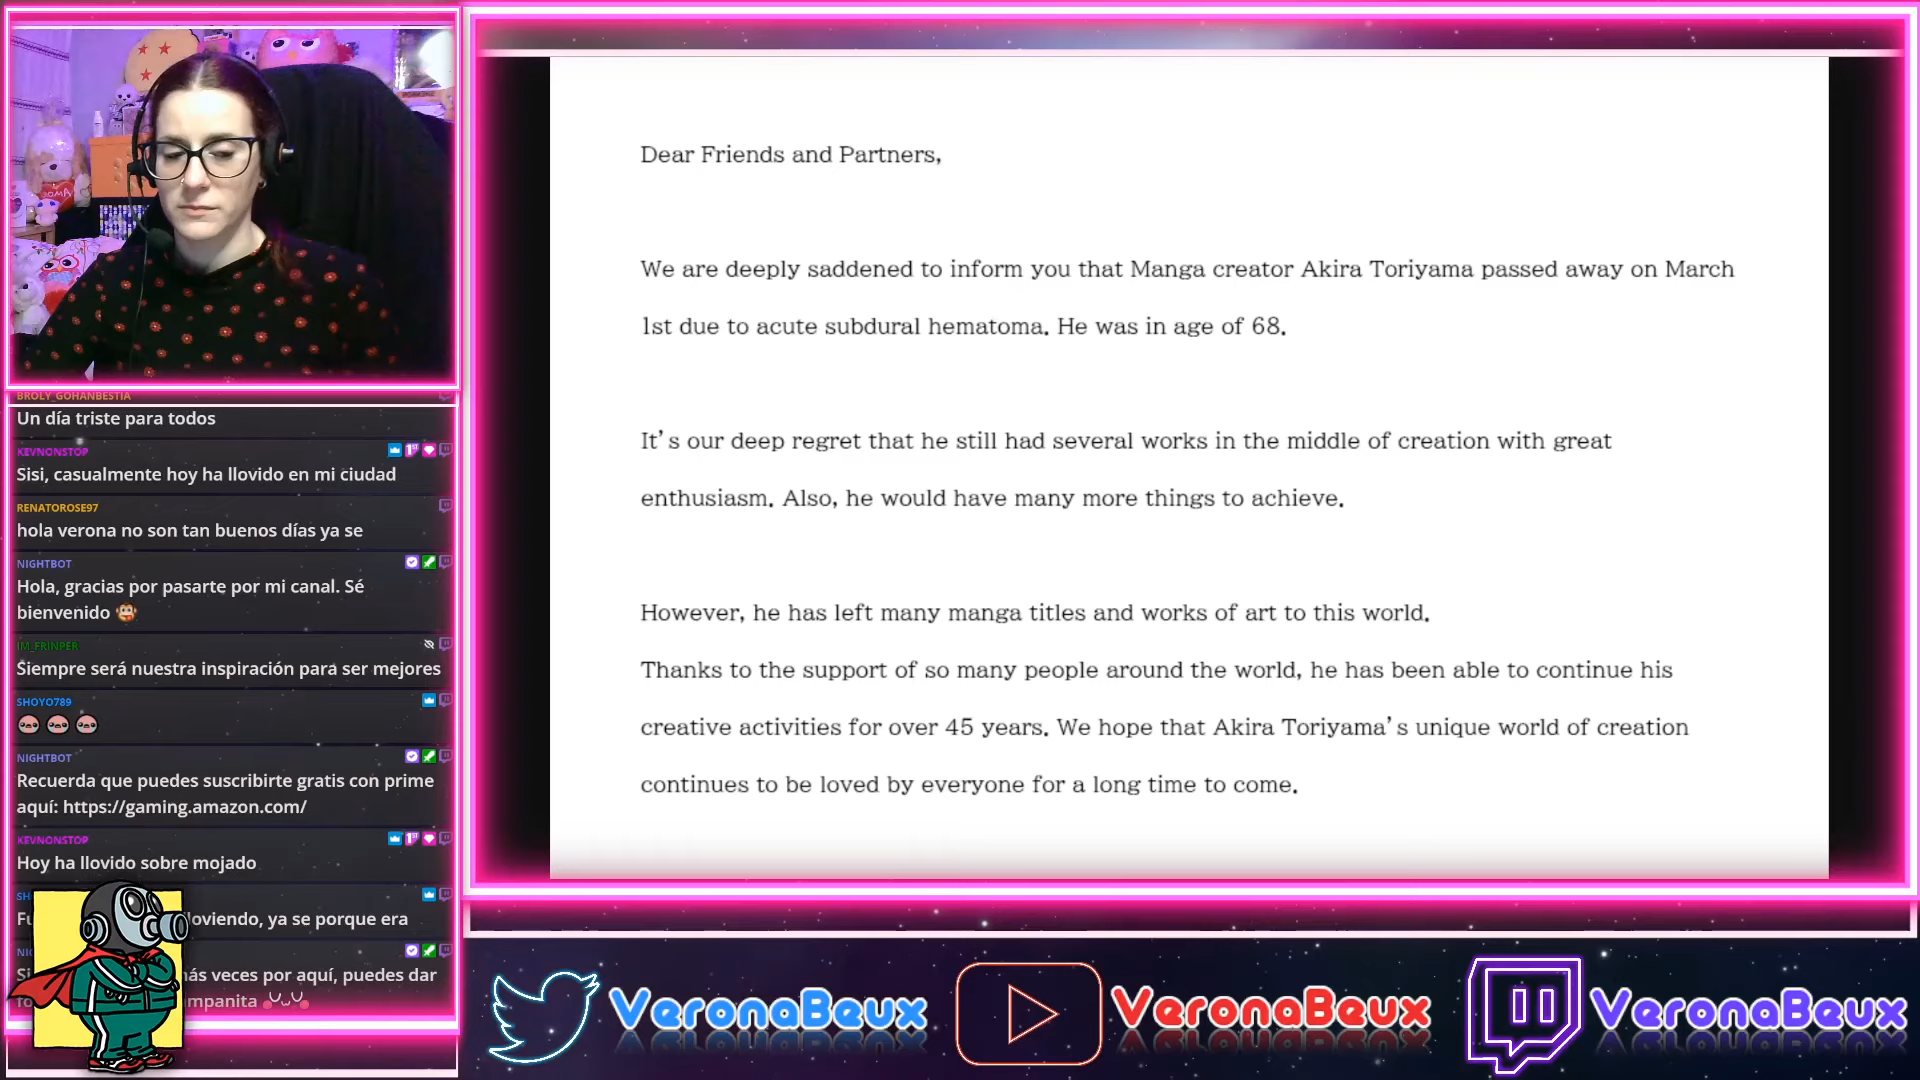 Dear Friends and Partners,
We are deeply saddened to inform you that Manga creator Akira Toriyama passed away on March
1st due to acute subdural hematoma. He was in age of 68.
It's our deep regret that he still had several works in the middle of creation with great
enthusiasm. Also, he would have many more things to achieve.
However, he has left many manga titles and works of art to this world.
Thanks to the support of so many people around the world, he has been able to continue his
creative activities for over 45 years. We hope that Akira Toriyama's unique world of creation
continues to be loved by everyone for a long time to come.
BROLY_GOHANBESTIA
Un día triste para todos
KEVNONSTOP
Sisi, casualmente hoy ha llovido en mi ciudad
RENATOROSE97
hola verona no son tan buenos días ya se
NIGHTBOT
Hola, gracias por pasarte por mi canal. Sé
bienvenido
IM_FRINPER
Siempre será nuestra inspiración para ser mejores
SHOYO789
NIGHTBOT
Recuerda que puedes suscribirte gratis con prime
aquí: https://gaming.amazon.com/
KEVNONSTOP
Hoy ha llovido sobre mojado
loviendo, ya se porque era
veces por aquí, puedes dar
VeronaBeux
VeronaBeux
VeronaBeux